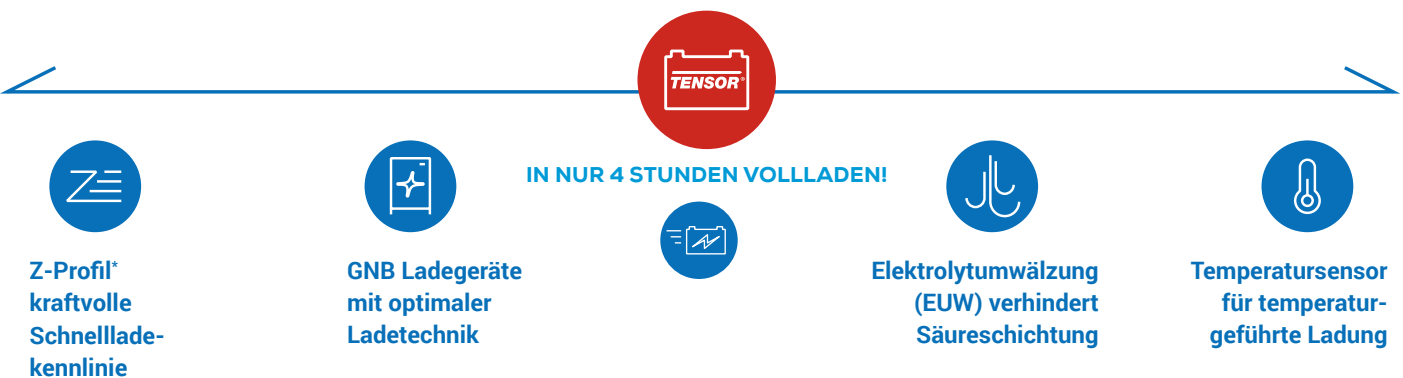 TENSOR®
IN NUR 4 STUNDEN VOLLLADEN!
Z-Profil*
kraftvolle
Schnelllade-
kennlinie
GNB Ladegeräte
mit optimaler
Ladetechnik
Elektrolytumwälzung
(EUW) verhindert
Säureschichtung
Temperatursensor
für temperatur-
geführte Ladung